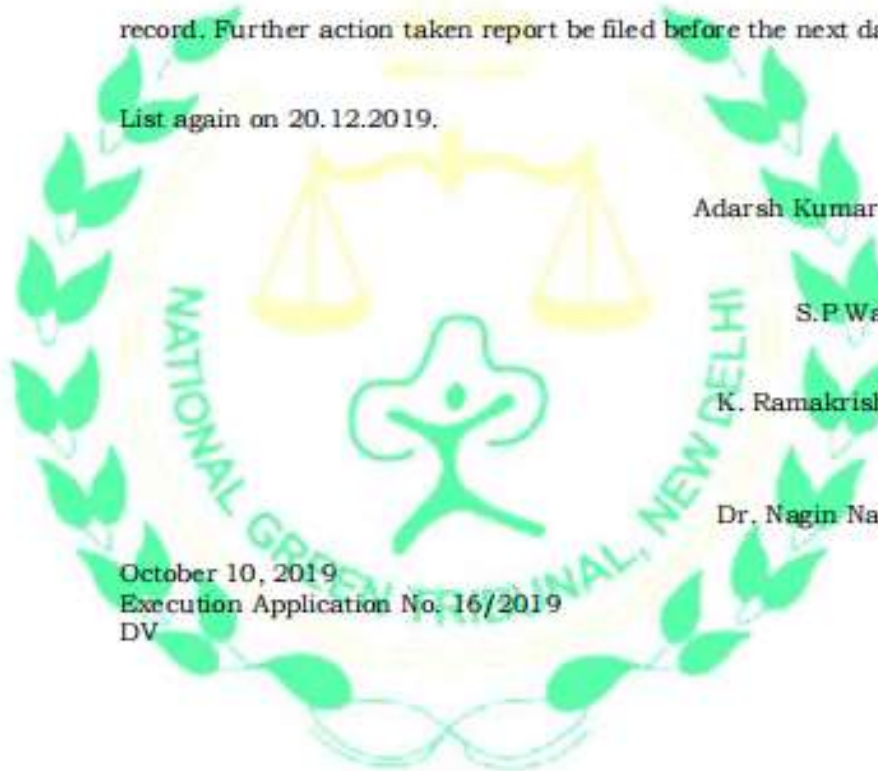 record. Further action taken report be filed before the next da
List again on 20.12.2019.
Adarsh Kumar
S.P Wa
K. Ramakrish
Dr. Nagin Na
NATIONAL GREEN TRIBUNAL, NEW DELHI
October 10, 2019
Execution Application No. 16/2019
DV